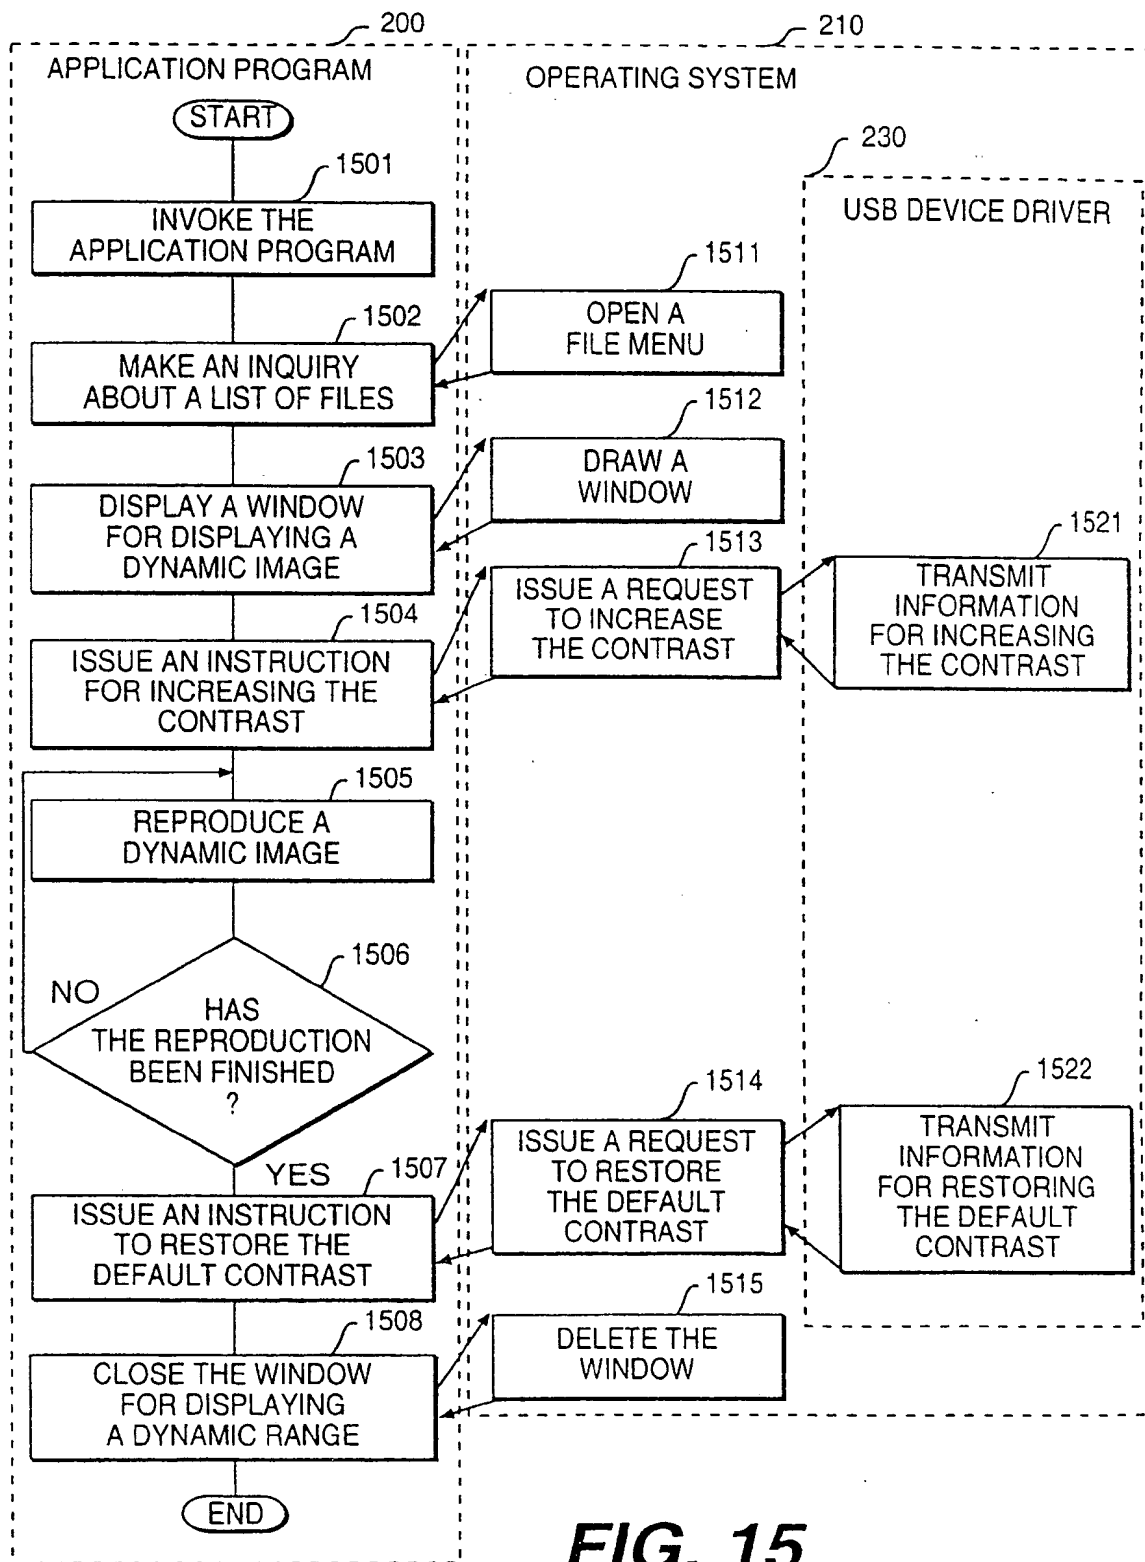 200
210
APPLICATION PROGRAM
OPERATING SYSTEM
START
230
1501
USB DEVICE DRIVER
INVOKE THE
APPLICATION PROGRAM
1511
OPEN A
FILE MENU
1502
MAKE AN INQUIRY
ABOUT A LIST OF FILES
1512
DRAW A
WINDOW
1503
DISPLAY A WINDOW
FOR DISPLAYING A
DYNAMIC IMAGE
1513
ISSUE A REQUEST
TO INCREASE
THE CONTRAST
1521
TRANSMIT
INFORMATION
FOR INCREASING
THE CONTRAST
1504
ISSUE AN INSTRUCTION
FOR INCREASING THE
CONTRAST
1505
REPRODUCE A
DYNAMIC IMAGE
1506
NO
HAS
THE REPRODUCTION
BEEN FINISHED
?
YES
1514
ISSUE A REQUEST
TO RESTORE
THE DEFAULT
CONTRAST
1522
TRANSMIT
INFORMATION
FOR RESTORING
THE DEFAULT
CONTRAST
1507
ISSUE AN INSTRUCTION
TO RESTORE THE
DEFAULT CONTRAST
1515
DELETE THE
WINDOW
1508
CLOSE THE WINDOW
FOR DISPLAYING
A DYNAMIC RANGE
END
FIG. 15